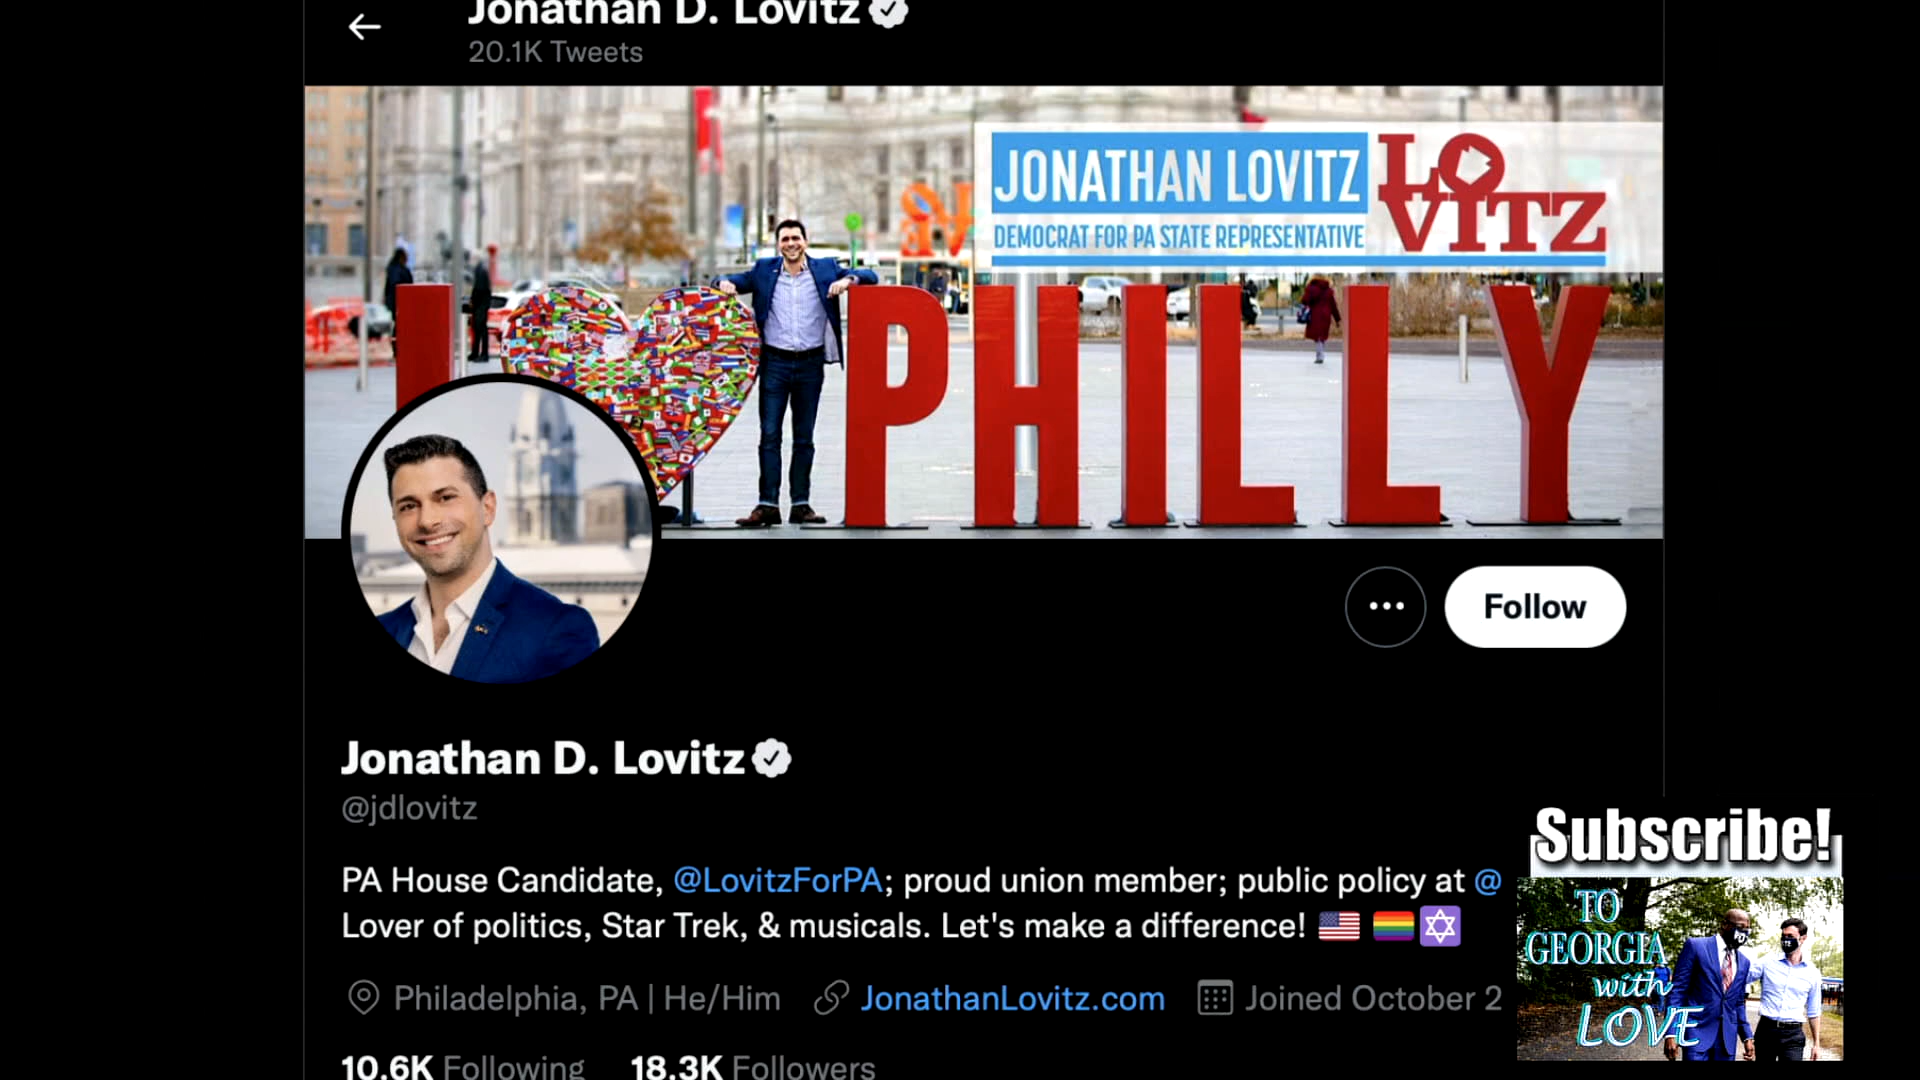 Jonathan D. Lovitz
20.1K Tweets
JONATHAN LOVITZ
DEMOCRAT FOR PA STATE REPRESENTATIVE
LO
VITZ
I PHILLY
Follow
Jonathan D. Lovitz
@jdlovitz
PA House Candidate, @LovitzForPA; proud union member; public policy at @
Lover of politics, Star Trek, & musicals. Let's make a difference!
Philadelphia, PA | He/Him JonathanLovitz.com Joined October 2
10.6K Following 18.3K Followers
Subscribe!
TO
GEORGIA
with
LOVE